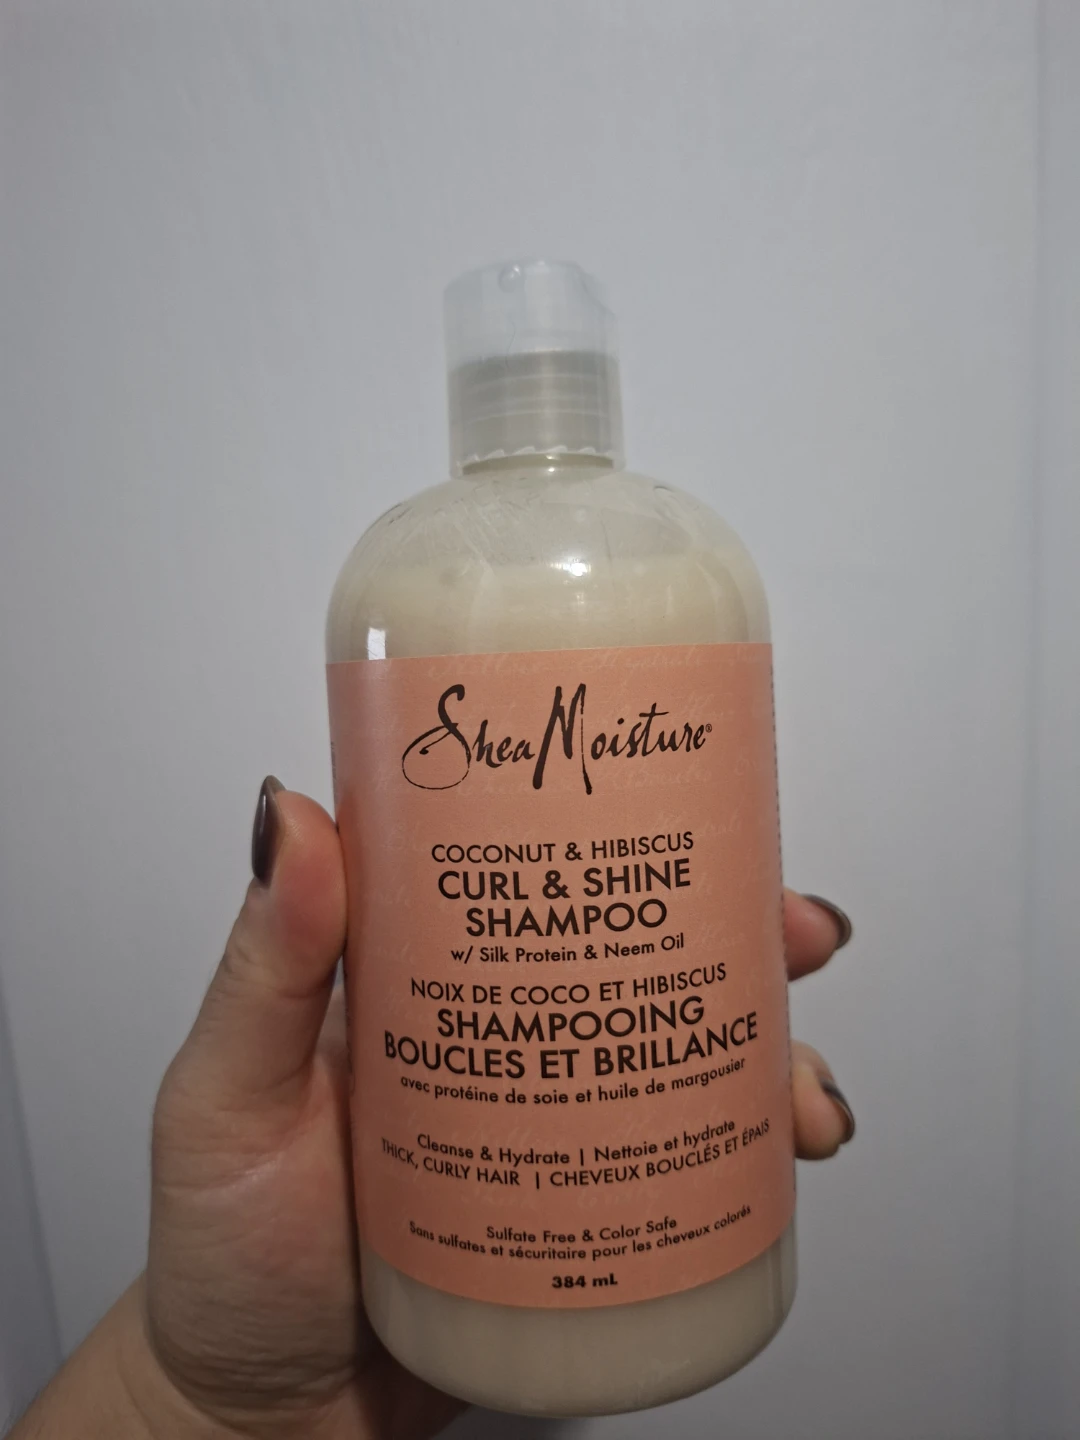 SheaMoisture®
COCONUT & HIBISCUS
CURL & SHINE
SHAMPOO
w/ Silk Protein & Neem Oil
NOIX DE COCO ET HIBISCUS
SHAMPOOING
BOUCLES ET BRILLANCE
avec protéine de soie et huile de margousier
Cleanse & Hydrate | Nettoie et hydrate
THICK, CURLY HAIR | CHEVEUX BOUCLÉS ET ÉPAIS
Sulfate Free & Color Safe
Sans sulfates et sécuritaire pour les cheveux colorés
384 mL